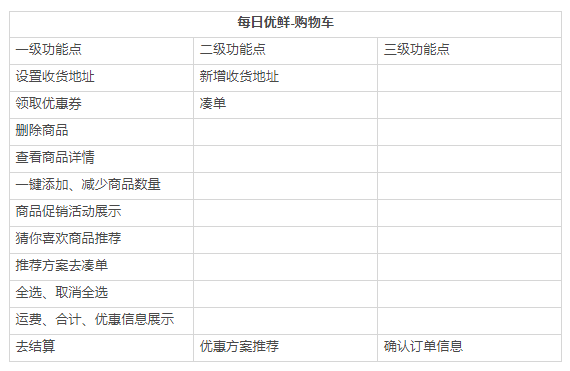 每日优鲜-购物车
一级功能点 二级功能点 三级功能点
设置收货地址 新增收货地址
领取优惠券 凑单
删除商品
查看商品详情
一键添加、减少商品数量
商品促销活动展示
猜你喜欢商品推荐
推荐方案去凑单
全选、取消全选
运费、合计、优惠信息展示
去结算 优惠方案推荐 确认订单信息